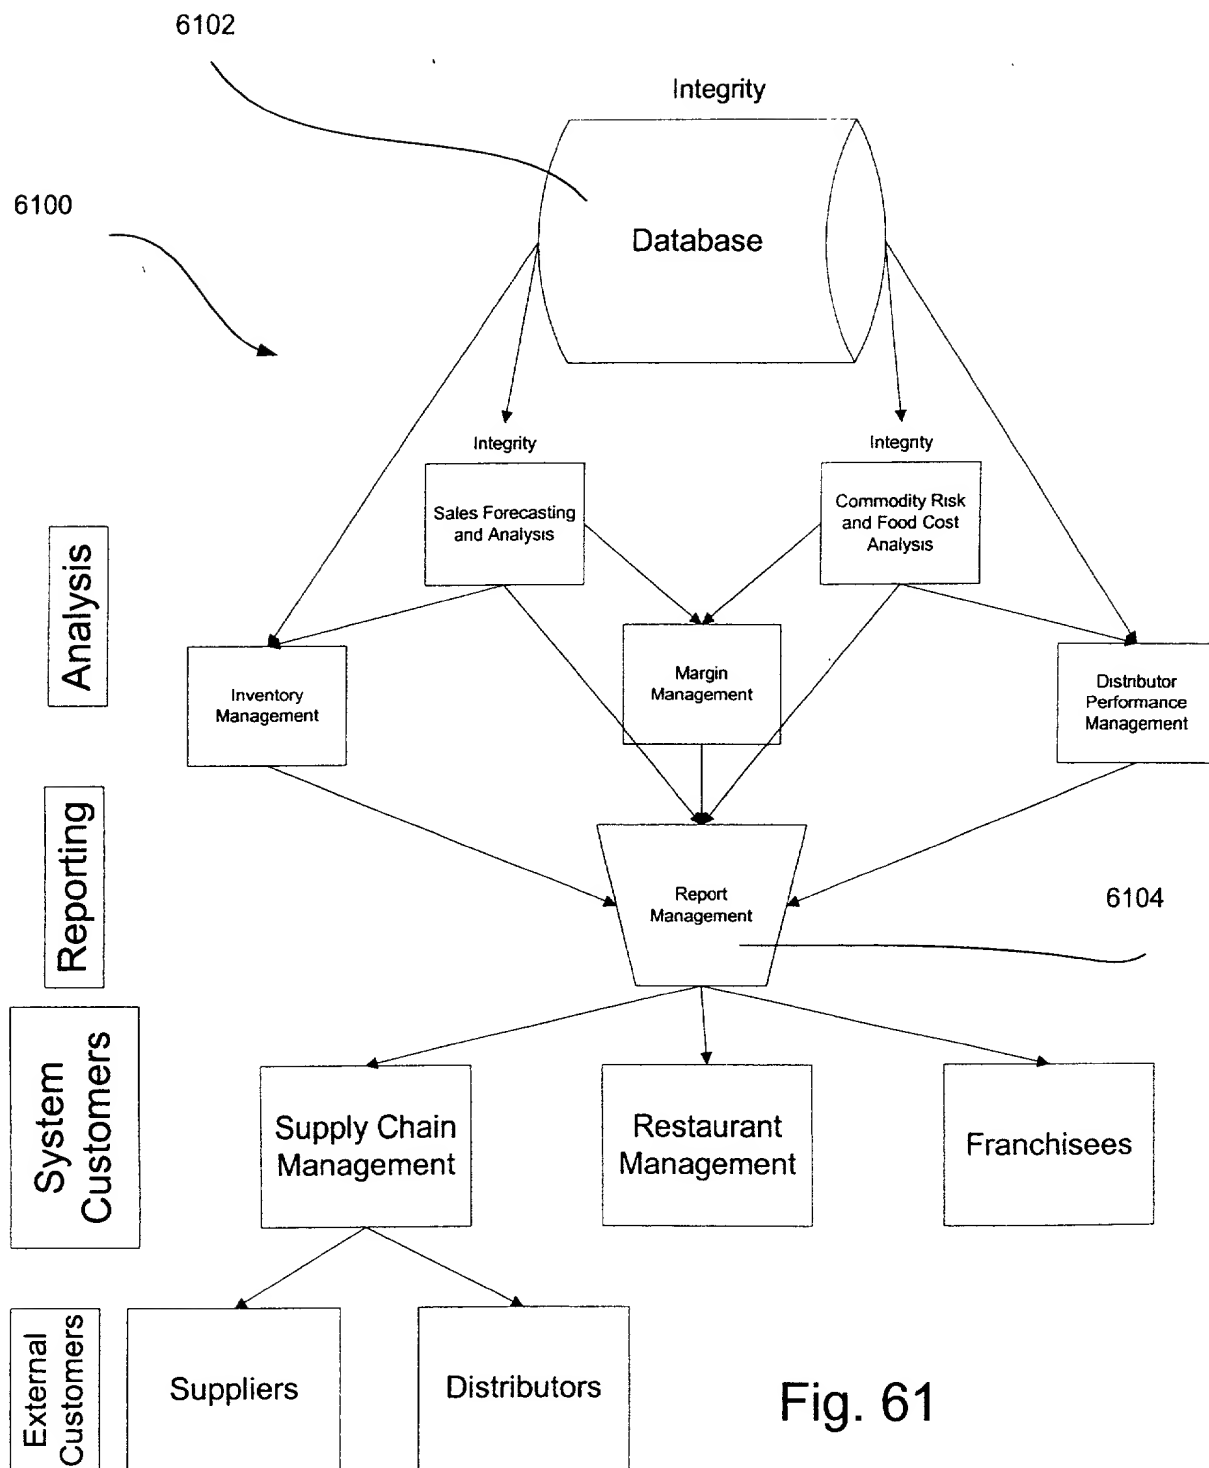 6102
Integrity
6100
Database
Integrity
Integrity
Sales Forecasting
and Analysis
Commodity Risk
and Food Cost
Analysis
Analysis
Inventory
Management
Margin
Management
Distributor
Performance
Management
Reporting
Report
Management
6104
System
Customers
Supply Chain
Management
Restaurant
Management
Franchisees
External
Customers
Suppliers
Distributors
Fig. 61